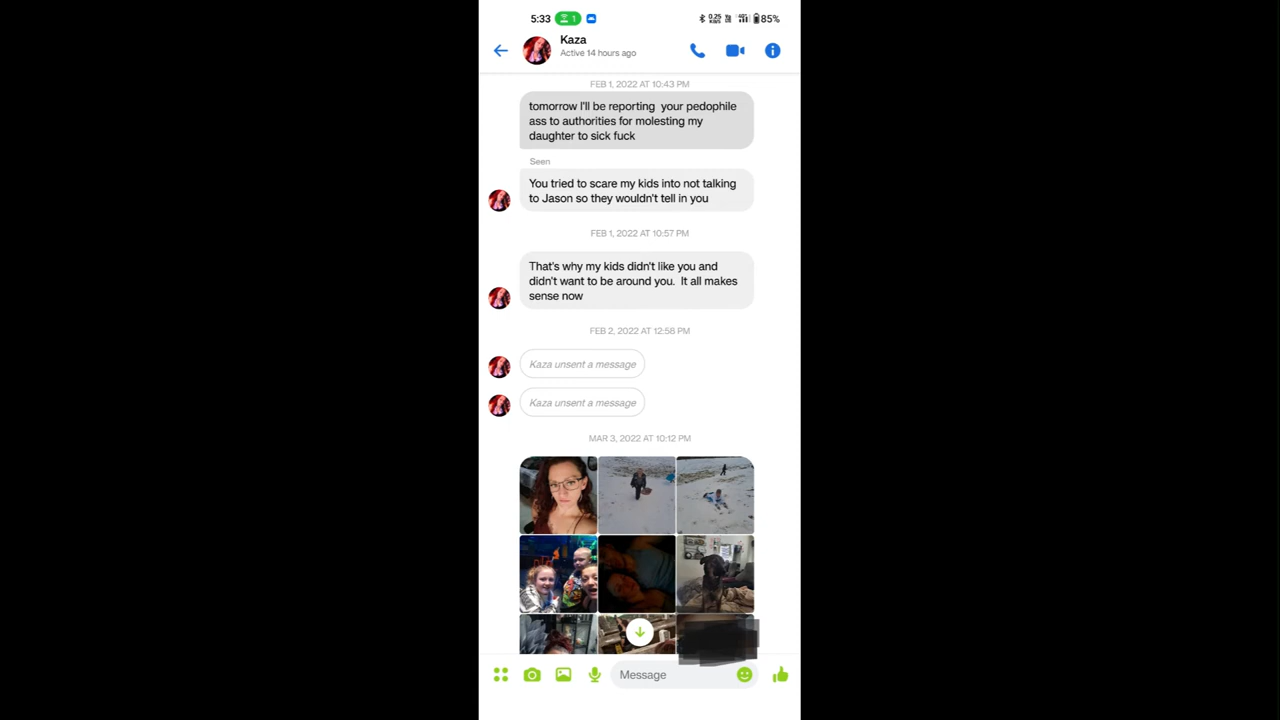 5:33 1 85%
Kaza
Active 14 hours ago
FEB 1, 2022 AT 10:43 PM
tomorrow I'll be reporting your pedophile
ass to authorities for molesting my
daughter to sick fuck
Seen
You tried to scare my kids into not talking
to Jason so they wouldn't tell in you
FEB 1, 2022 AT 10:57 PM
That's why my kids didn't like you and
didn't want to be around you. It all makes
sense now
FEB 2, 2022 AT 12:58 PM
Kaza unsent a message
Kaza unsent a message
MAR 3, 2022 AT 10:12 PM
Message